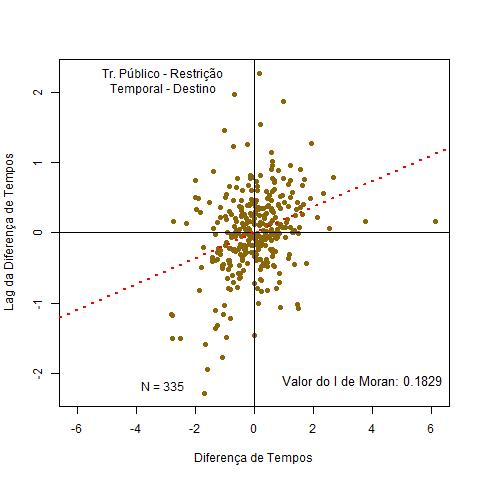 Tr. Público - Restrição
Temporal - Destino
2
1
0
-1
-2
Lag da Diferença de Tempos
N = 335
Valor do I de Moran: 0.1829
-6
-4
-2
0
2
4
6
Diferença de Tempos